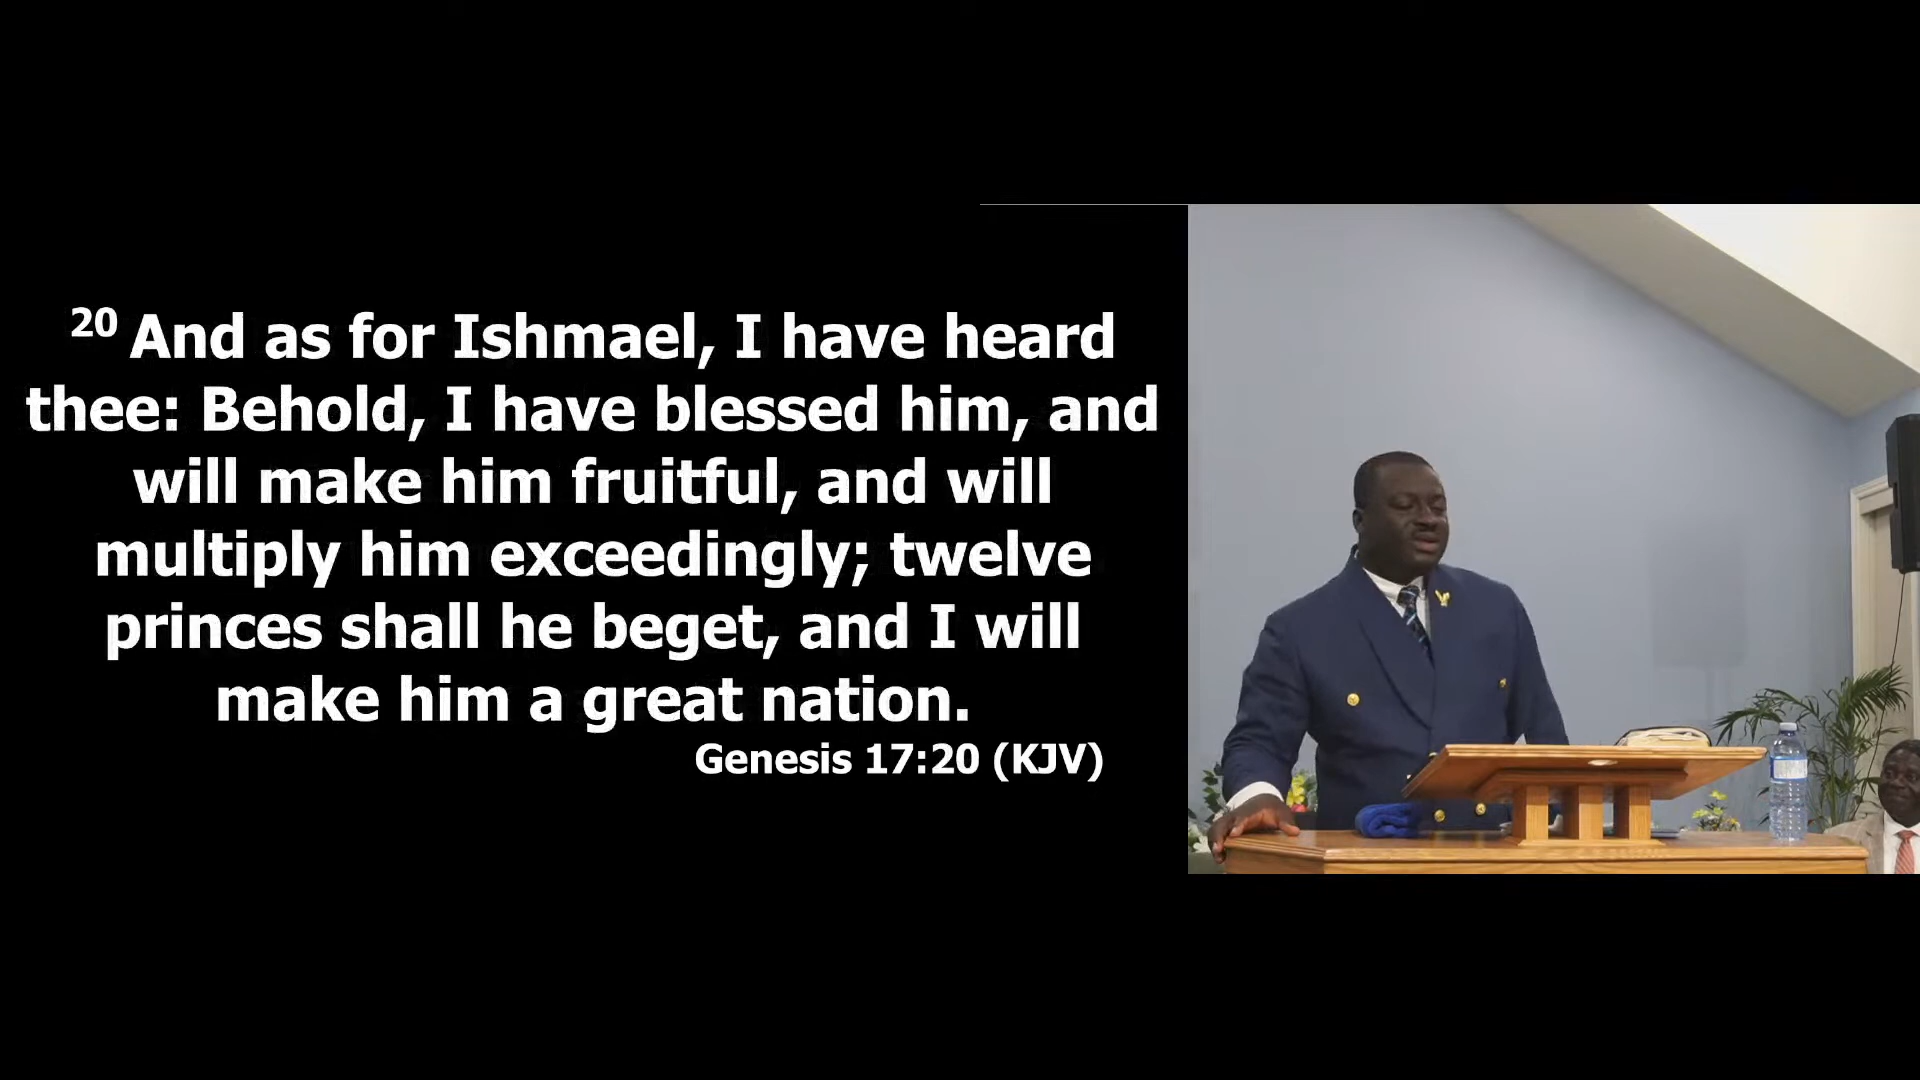 20 And as for Ishmael, I have heard
thee: Behold, I have blessed him, and
will make him fruitful, and will
multiply him exceedingly; twelve
princes shall he beget, and I will
make him a great nation.
Genesis 17:20 (KJV)